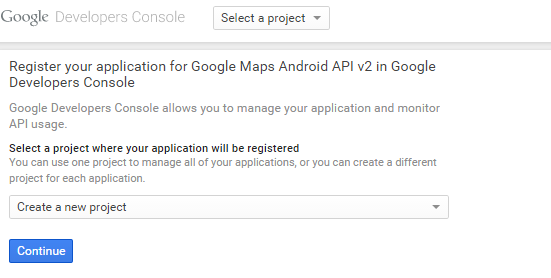 Google Developers Console Select a project
Register your application for Google Maps Android API v2 in Google
Developers Console
Google Developers Console allows you to manage your application and monitor
API usage.
Select a project where your application will be registered
You can use one project to manage all of your applications, or you can create a different
project for each application.
Create a new project
Continue